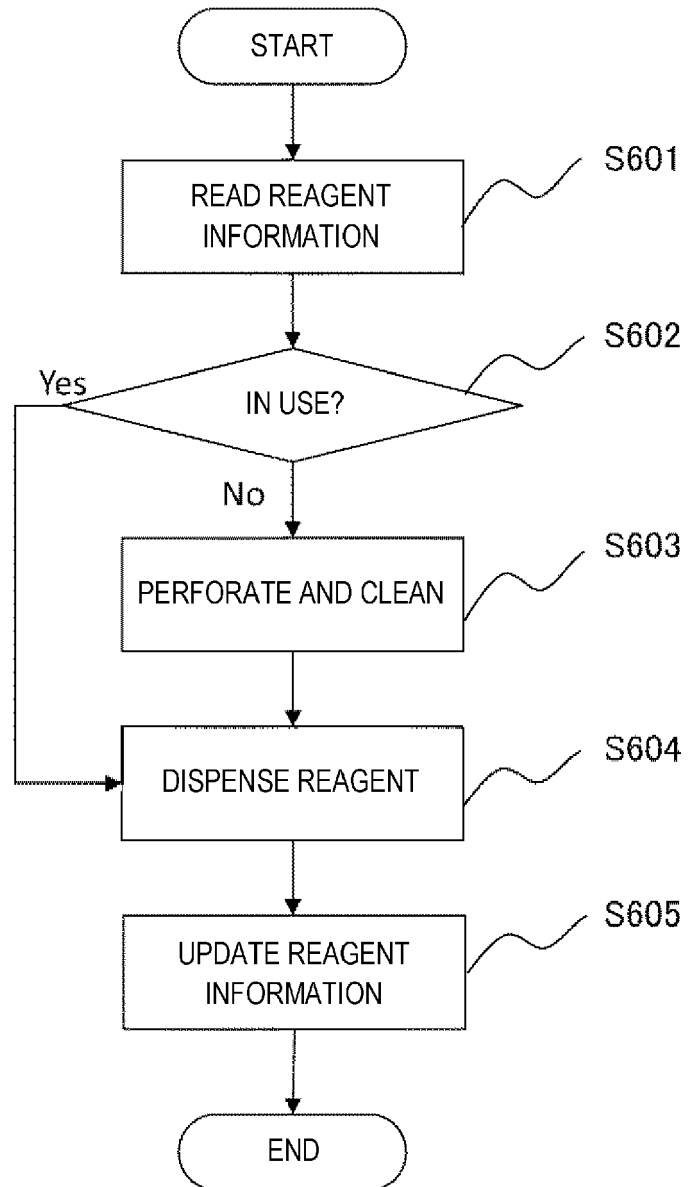 START
S601
READ REAGENT
INFORMATION
S602
Yes
IN USE?
No
S603
PERFORATE AND CLEAN
S604
DISPENSE REAGENT
S605
UPDATE REAGENT
INFORMATION
END